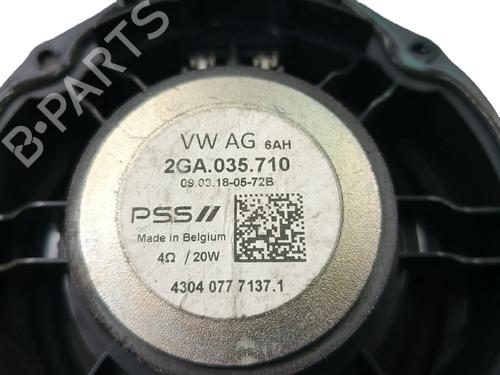 B-PARTS
VW AG 6AH
2GA.035.710
09.03.18-05-72B
PSS//
Made in Belgium
4Ω / 20W
4304 077 7137.1